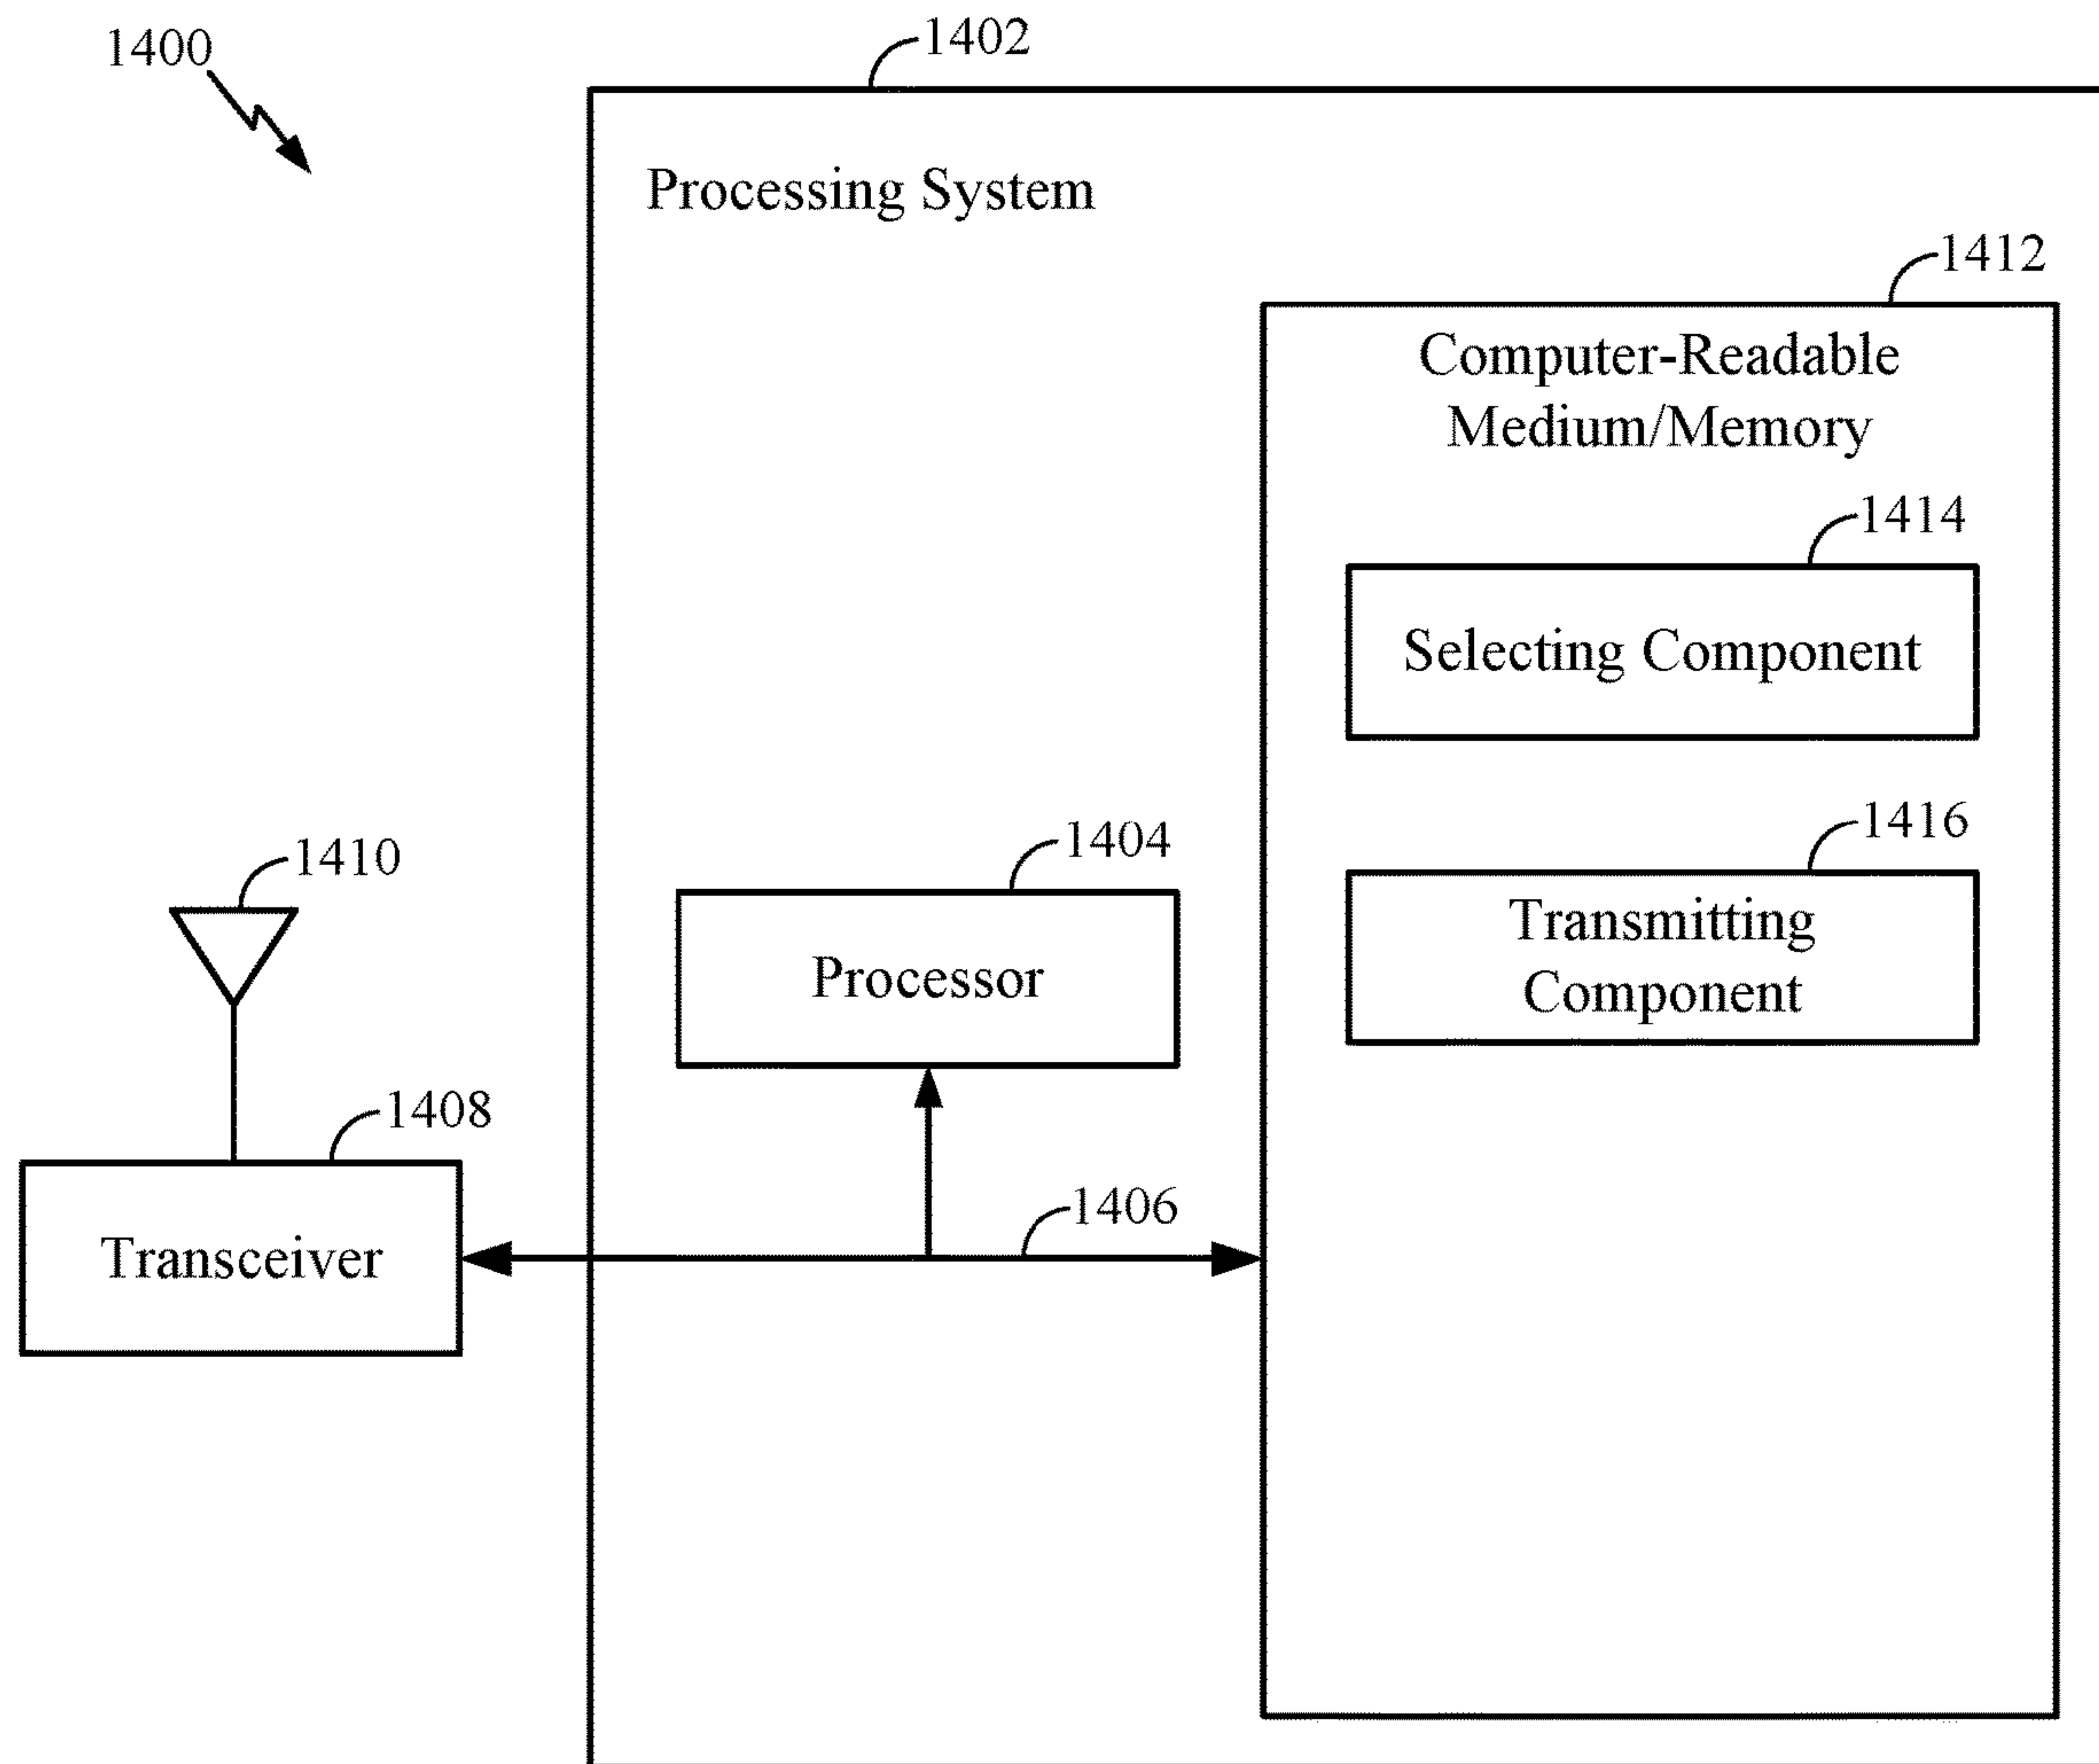 1400
1402
Processing System
1412
Computer-Readable
Medium/Memory
1414
Selecting Component
1416
Transmitting
Component
1404
Processor
1410
1408
Transceiver
1406